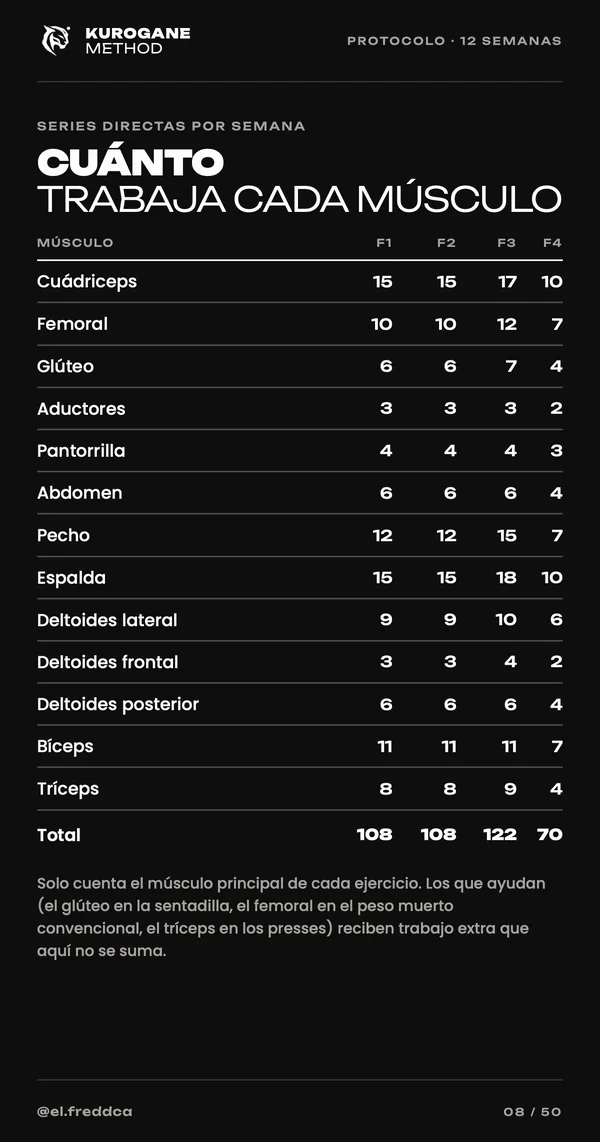 KUROGANE
METHOD
PROTOCOLO · 12 SEMANAS
SERIES DIRECTAS POR SEMANA
CUÁNTO
TRABAJA CADA MÚSCULO
MÚSCULO F1 F2 F3 F4
Cuádriceps 15 15 17 10
Femoral 10 10 12 7
Glúteo 6 6 7 4
Aductores 3 3 3 2
Pantorrilla 4 4 4 3
Abdomen 6 6 6 4
Pecho 12 12 15 7
Espalda 15 15 18 10
Deltoides lateral 9 9 10 6
Deltoides frontal 3 3 4 2
Deltoides posterior 6 6 6 4
Bíceps 11 11 11 7
Tríceps 8 8 9 4
Total 108 108 122 70
Solo cuenta el músculo principal de cada ejercicio. Los que ayudan
(el glúteo en la sentadilla, el femoral en el peso muerto
convencional, el tríceps en los presses) reciben trabajo extra que
aquí no se suma.
@el.freddca
08 / 50